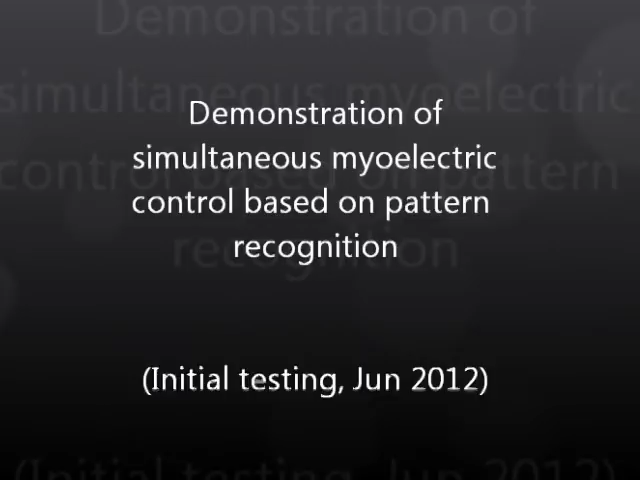 Demonstration of
simultaneous myoelectric
control based on pattern
recognition
(Initial testing, Jun 2012)